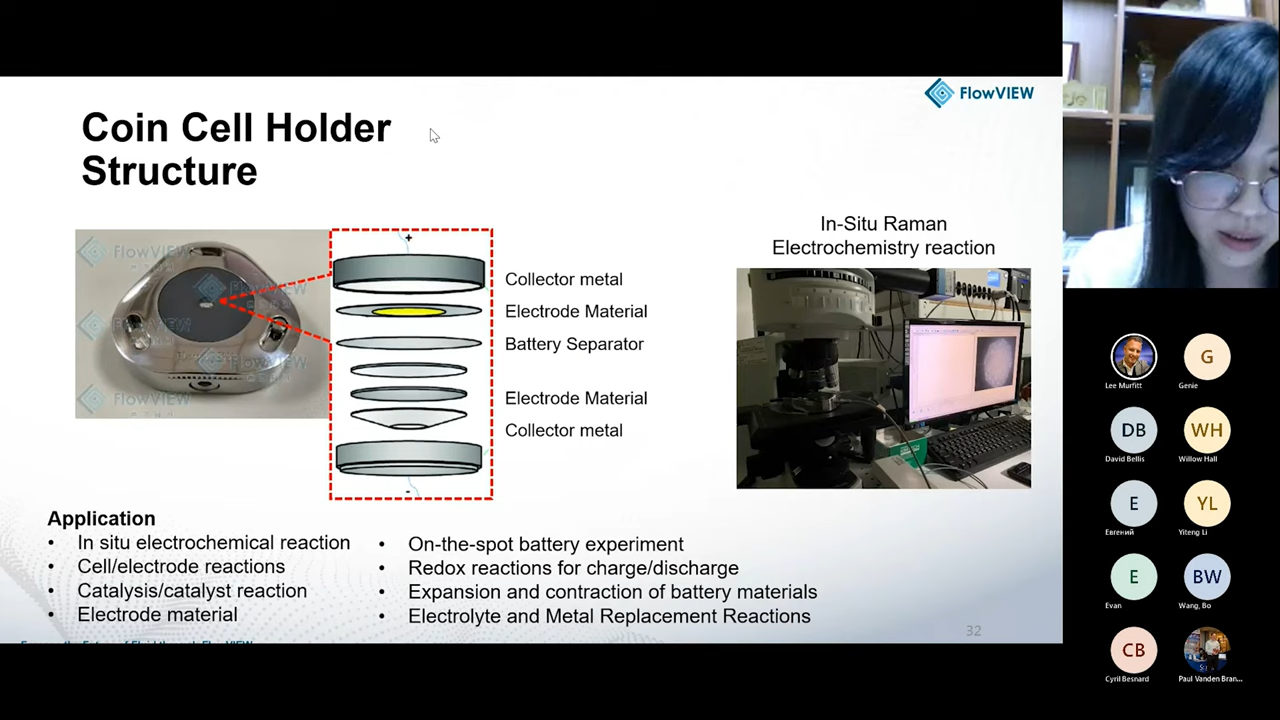 FlowVIEW
Coin Cell Holder
Structure
FlowVIEW
FlowVIEW
FlowVIEW
+
Collector metal
Electrode Material
Battery Separator
Electrode Material
Collector metal
-
In-Situ Raman
Electrochemistry reaction
Application
• In situ electrochemical reaction
• Cell/electrode reactions
• Catalysis/catalyst reaction
• Electrode material
• On-the-spot battery experiment
• Redox reactions for charge/discharge
• Expansion and contraction of battery materials
• Electrolyte and Metal Replacement Reactions
32
Lee Murfitt
G
Genie
DB
David Bellis
WH
Willow Hall
E
Евгений
YL
Yiteng Li
E
Evan
BW
Wang, Bo
CB
Cyril Besnard
Paul Vanden Bran...